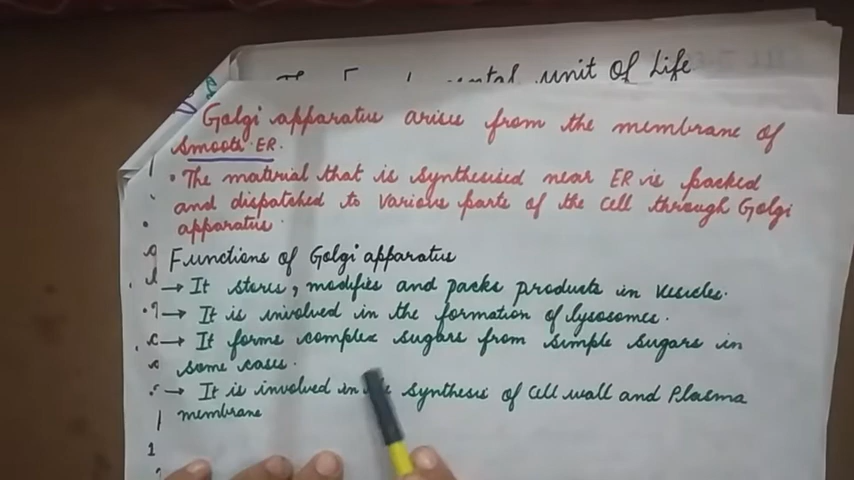 unit of Life
Golgi apparatus arises from the membrane of
smooth ER.
• The material that is synthesised near ER is packed
and dispatched to various parts of the cell through Golgi
apparatus.
Functions of Golgi apparatus
→ It stores, modifies and packs products in vesicles.
→ It is involved in the formation of lysosomes.
→ It forms complex sugars from simple sugars in
some cases.
→ It is involved in synthesis of cell wall and Plasma
membrane